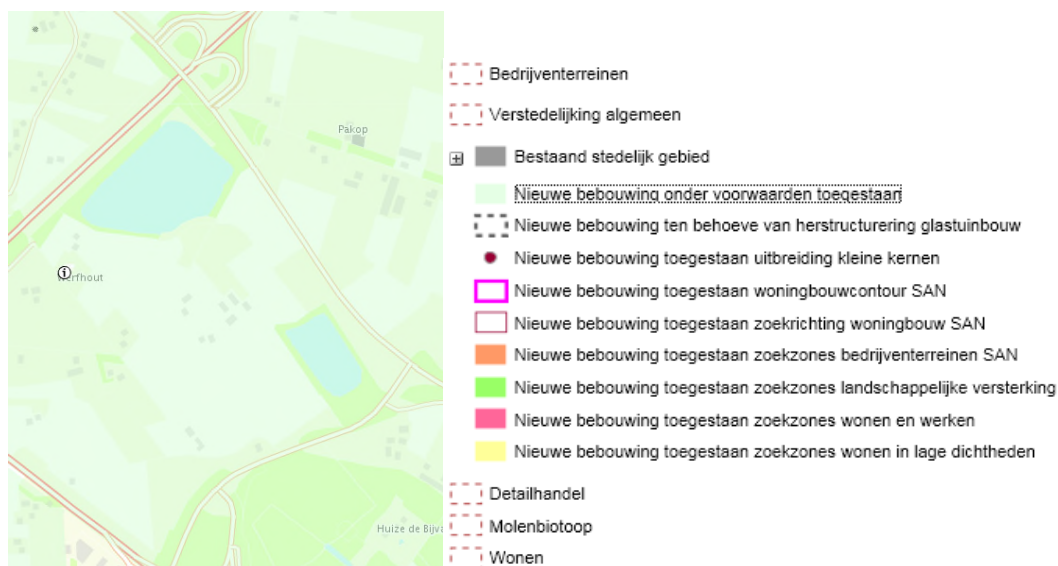 Pakop
Huize de Bijva
Bedrijventerreinen
Verstedelijking algemeen
Bestaand stedelijk gebied
Nieuwe bebouwing onder voorwaarden toegestaan
Nieuwe bebouwing ten behoeve van herstructurering glastuinbouw
Nieuwe bebouwing toegestaan uitbreiding kleine kernen
Nieuwe bebouwing toegestaan woningbouwcontour SAN
Nieuwe bebouwing toegestaan zoekrichting woningbouw SAN
Nieuwe bebouwing toegestaan zoekzones bedrijventerreinen SAN
Nieuwe bebouwing toegestaan zoekzones landschappelijke versterking
Nieuwe bebouwing toegestaan zoekzones wonen en werken
Nieuwe bebouwing toegestaan zoekzones wonen in lage dichtheden
Detailhandel
Molenbiotoop
Wonen